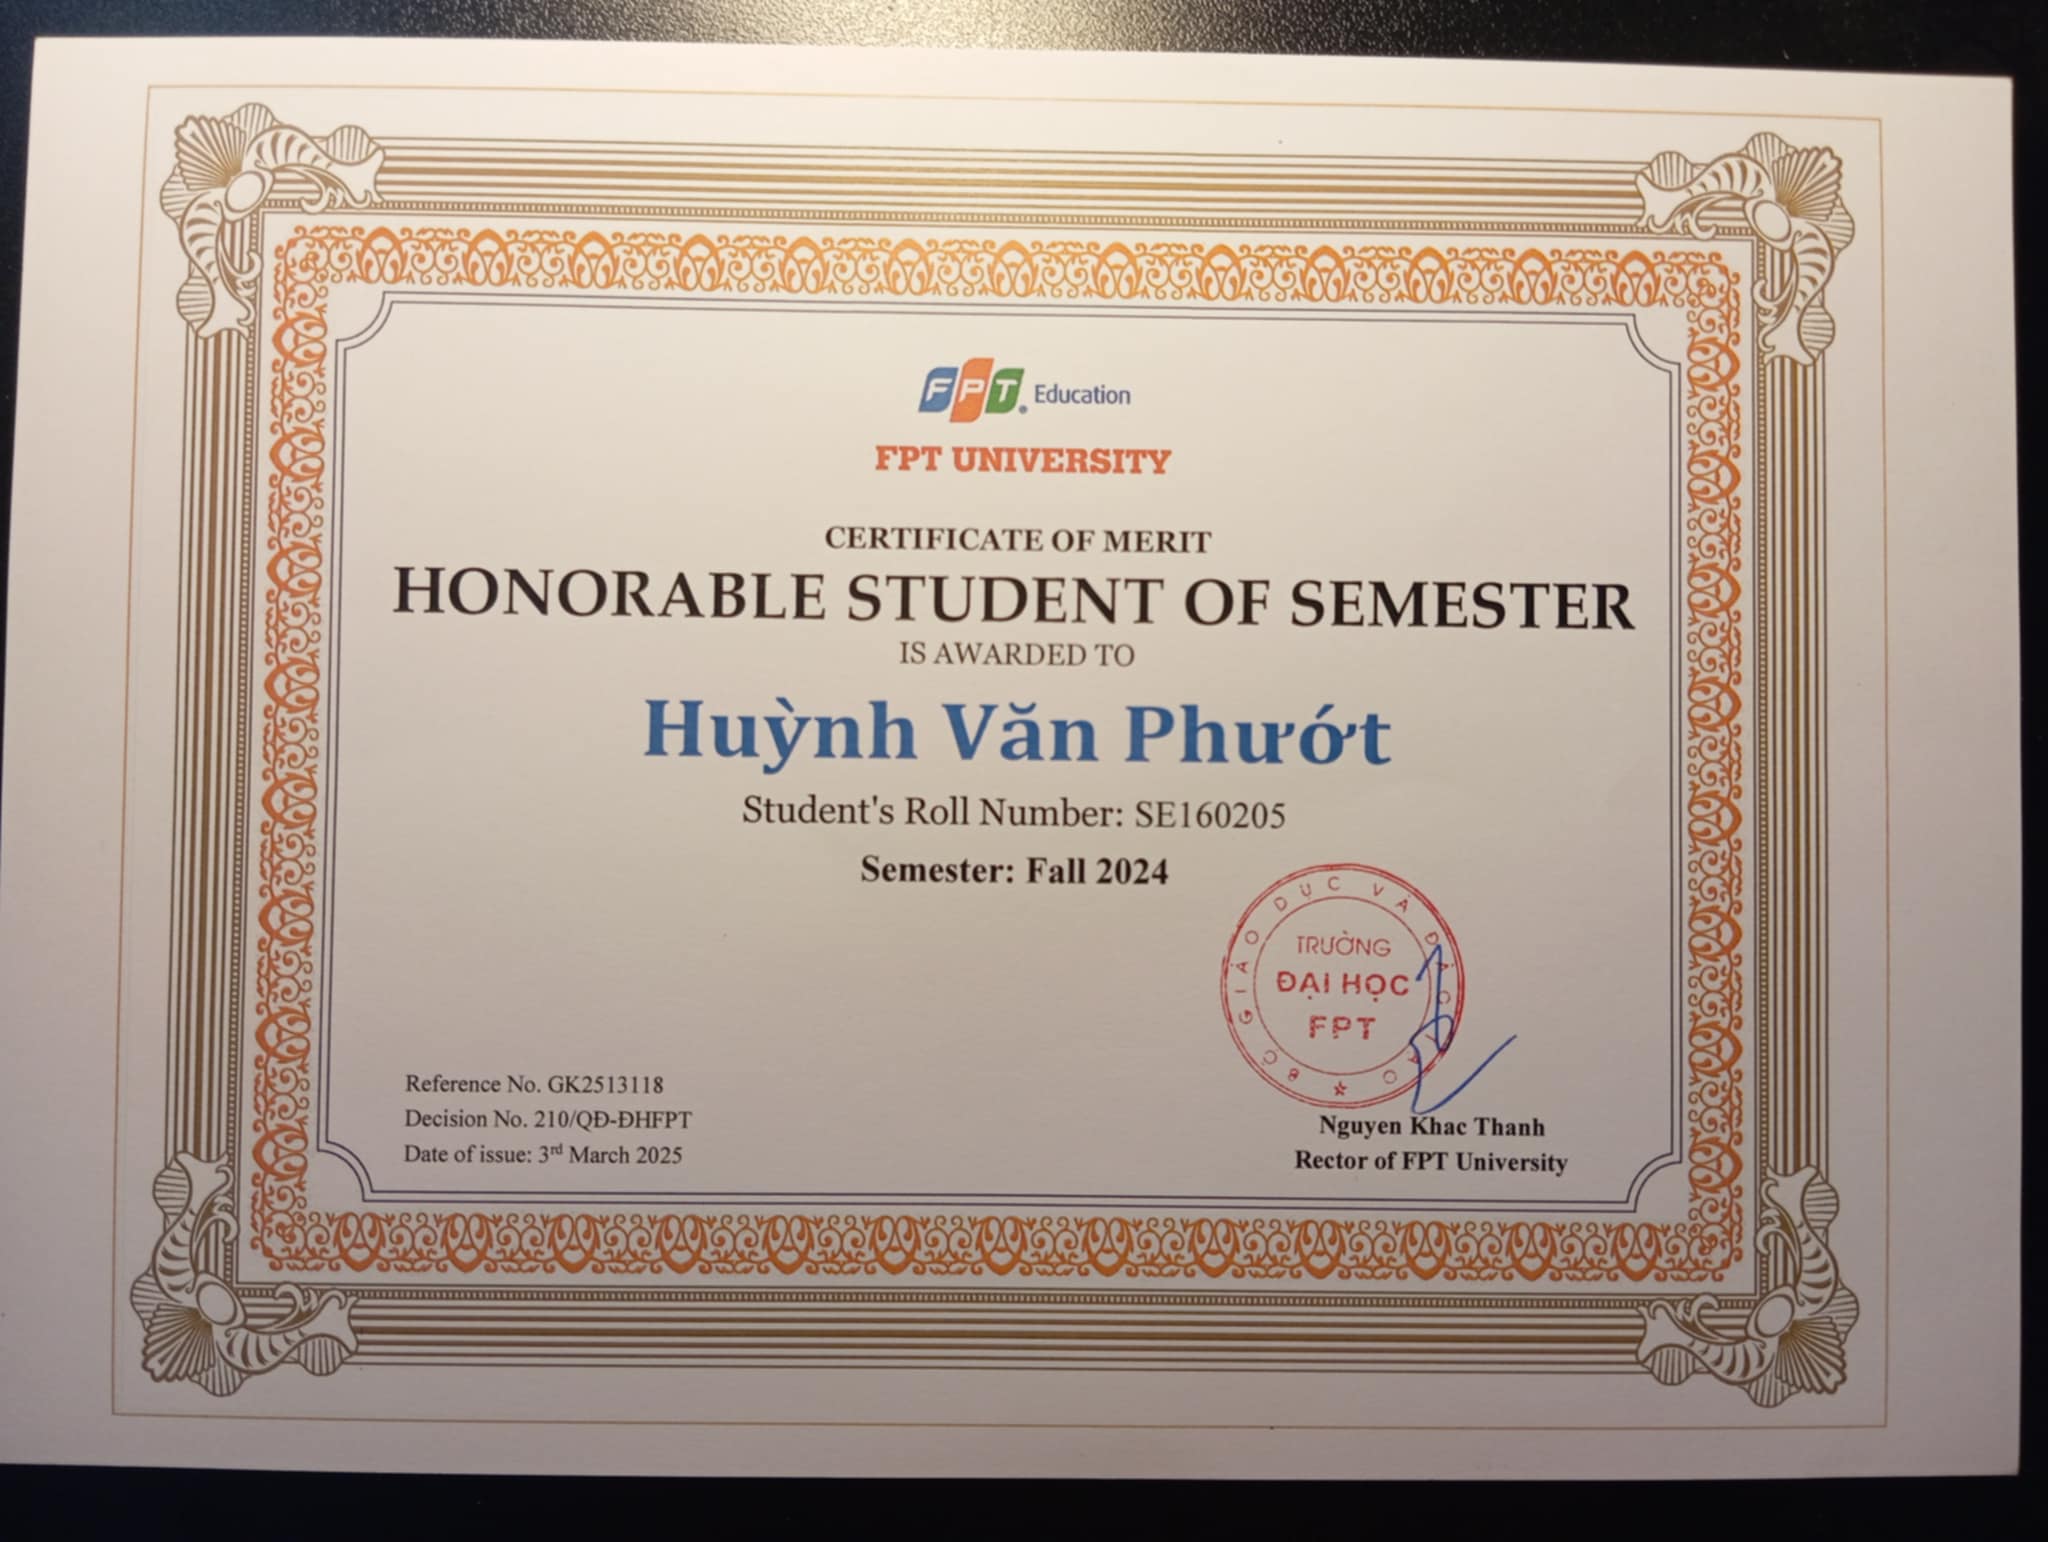 FPT Education
FPT UNIVERSITY
CERTIFICATE OF MERIT
HONORABLE STUDENT OF SEMESTER
IS AWARDED TO
Huỳnh Văn Phướt
Student's Roll Number: SE160205
Semester: Fall 2024
BỘ GIÁO DỤC VÀ ĐÀO TẠO
TRƯỜNG
ĐẠI HỌC
FPT
Reference No. GK2513118
Decision No. 210/QĐ-ĐHFPT
Date of issue: 3rd March 2025
Nguyen Khac Thanh
Rector of FPT University